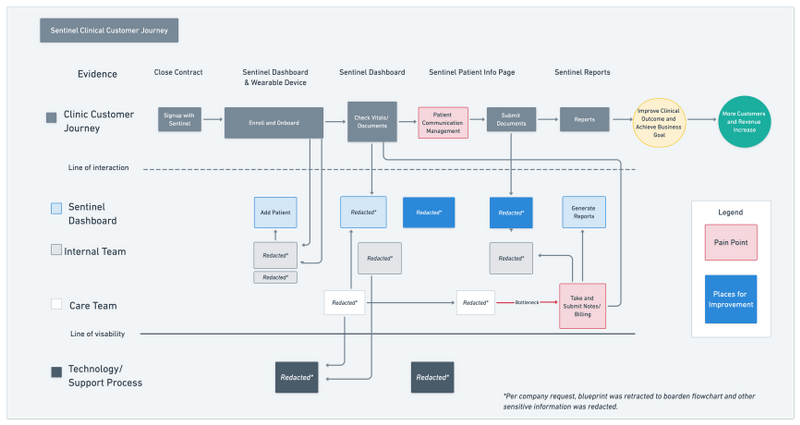 Sentinel Clinical Customer Journey
Evidence
Close Contract
Sentinel Dashboard
& Wearable Device
Sentinel Dashboard
Sentinel Patient Info Page
Sentinel Reports
Clinic Customer
Journey
Signup with
Sentinel
Enroll and Onboard
Check Vitals/
Documents
Patient
Communication
Management
Submit
Documents
Reports
Improve Clinical
Outcome and
Achieve Business
Goal
More Customers
and Revenue
Increase
Line of interaction
Sentinel
Dashboard
Add Patient
Redacted*
Redacted*
Redacted*
Generate
Reports
Legend
Pain Point
Places for
Improvement
Internal Team
Redacted*
Redacted*
Redacted*
Redacted*
Care Team
Redacted*
Redacted*
Bottleneck
Take and
Submit Notes/
Billing
Line of visability
Technology/
Support Process
Redacted*
Redacted*
*Per company request, blueprint was retracted to boarden flowchart and other
sensitive information was redacted.